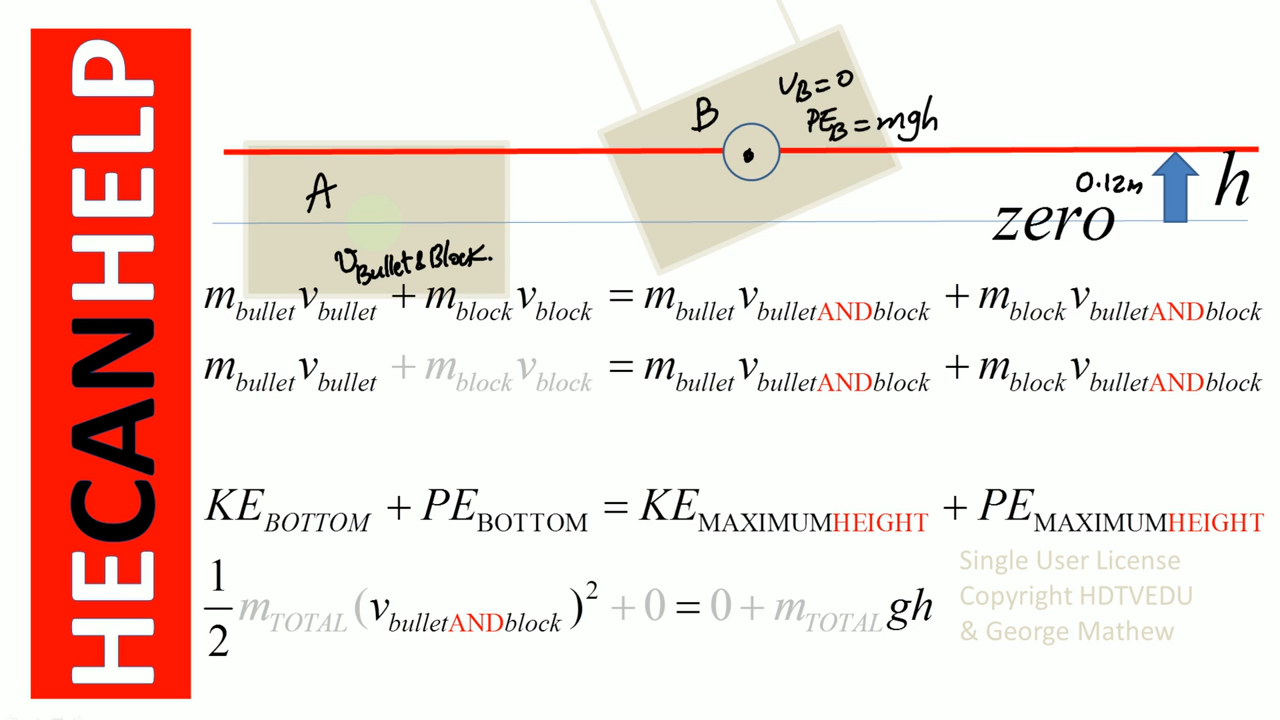 HECANHELP
B
V_B=0
PE_B=mgh
A
0.12m
h
zero
v_Bullet & Block.
m_bullet v_bullet + m_block v_block = m_bullet v_bulletANDblock + m_block v_bulletANDblock
m_bullet v_bullet + m_block v_block = m_bullet v_bulletANDblock + m_block v_bulletANDblock
KE_BOTTOM + PE_BOTTOM = KE_MAXIMUMHEIGHT + PE_MAXIMUMHEIGHT
1/2 m_TOTAL (v_bulletANDblock)² + 0 = 0 + m_TOTAL gh
Single User License
Copyright HDTVEDU
& George Mathew